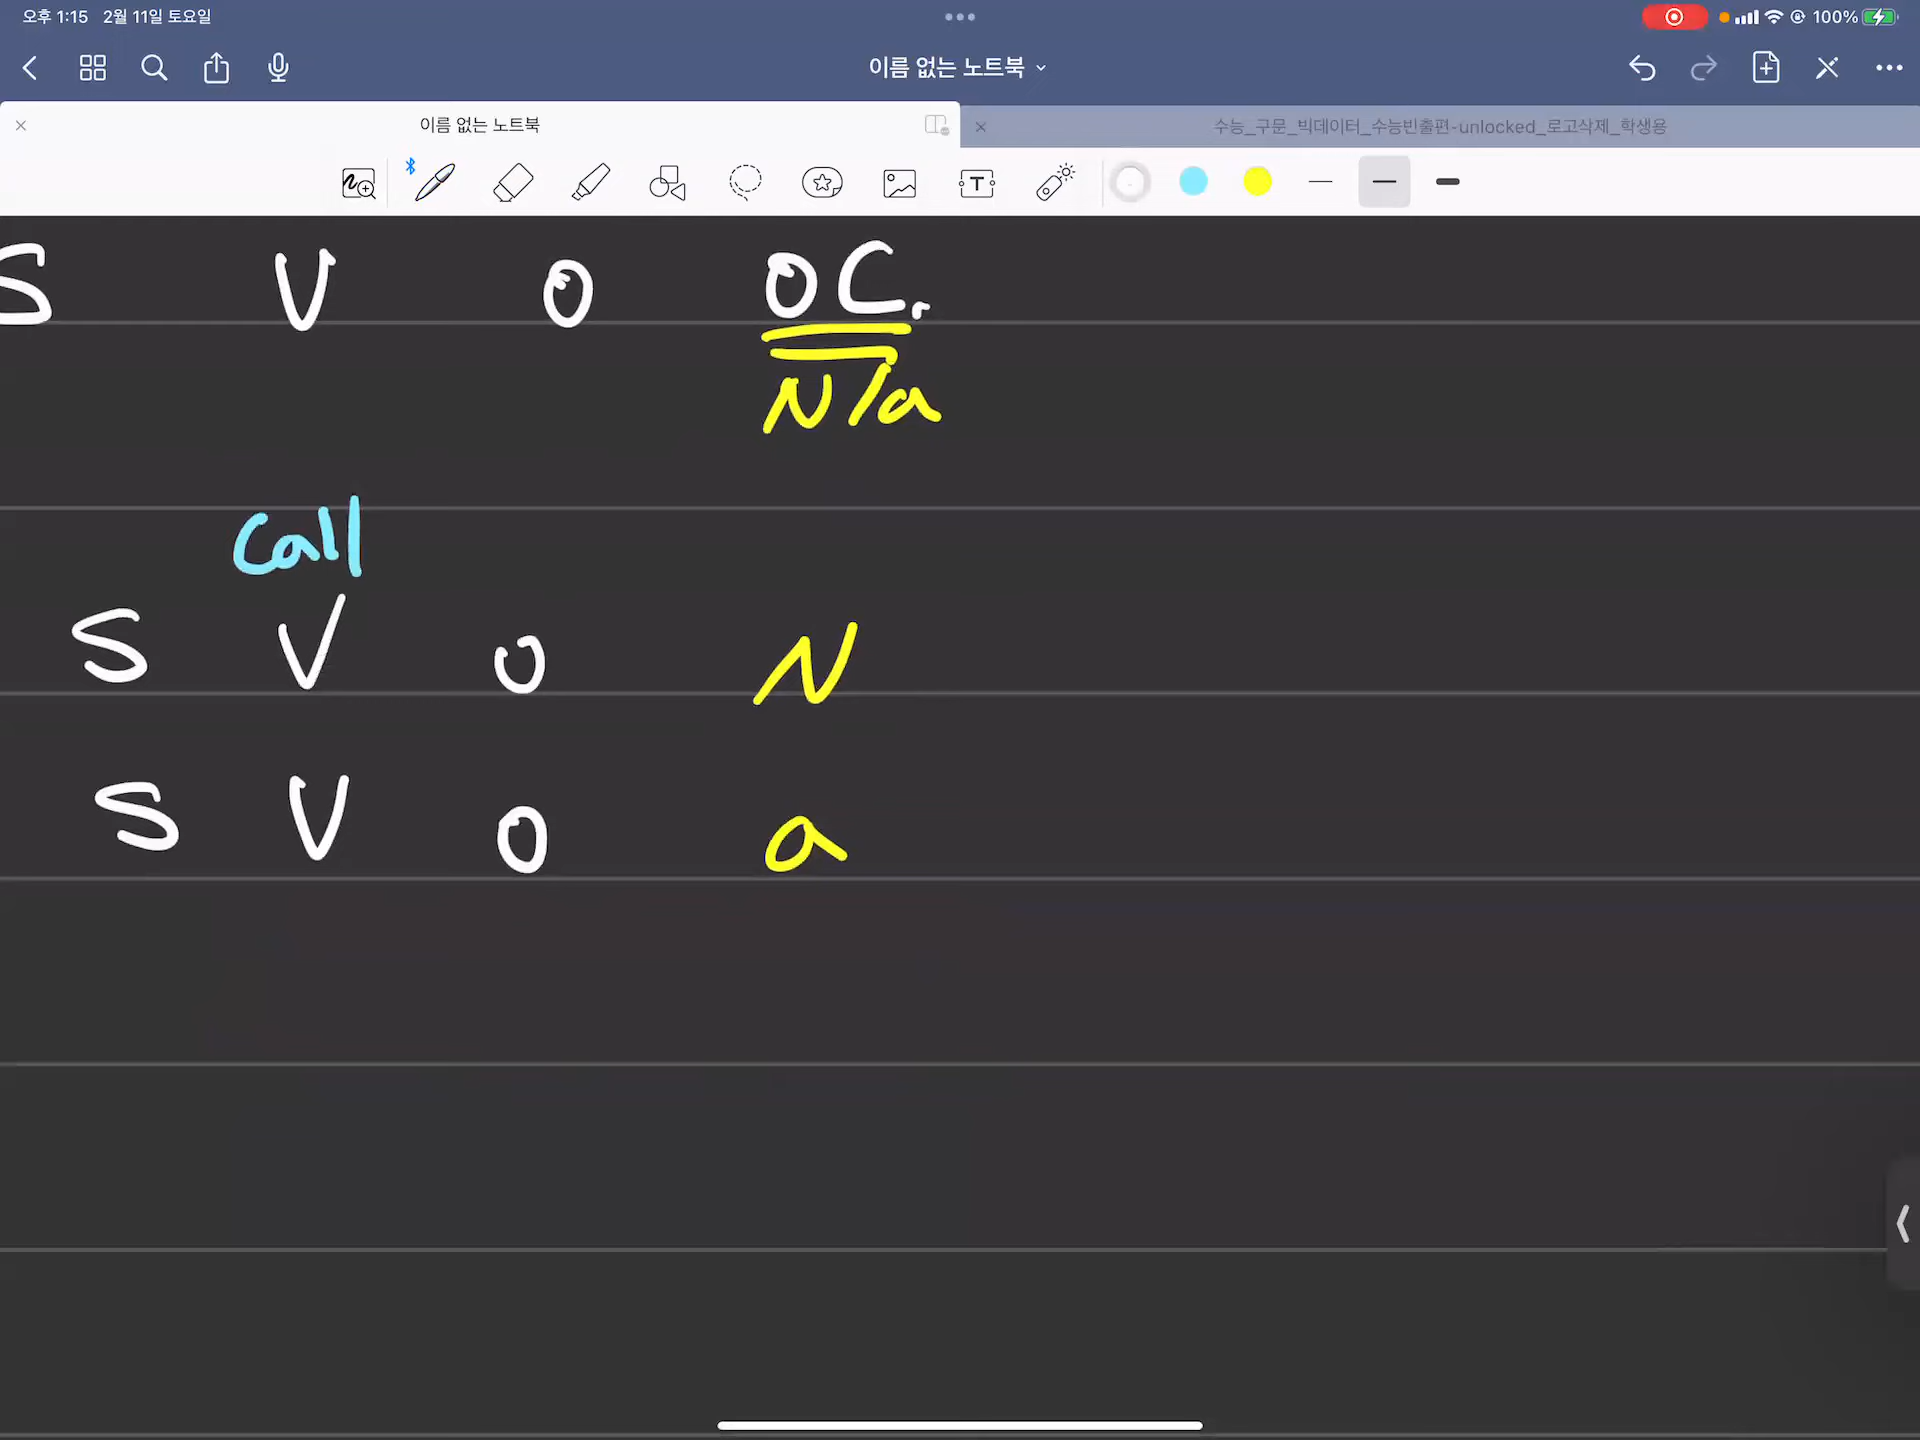 오후 1:15 2월 11일 토요일
100%
이름 없는 노트북
이름 없는 노트북
수능_구문_빅데이터_수능빈출편-unlocked_로고삭제_학생용
T
S V O OC.
N/a
call
S V O N
S V O a